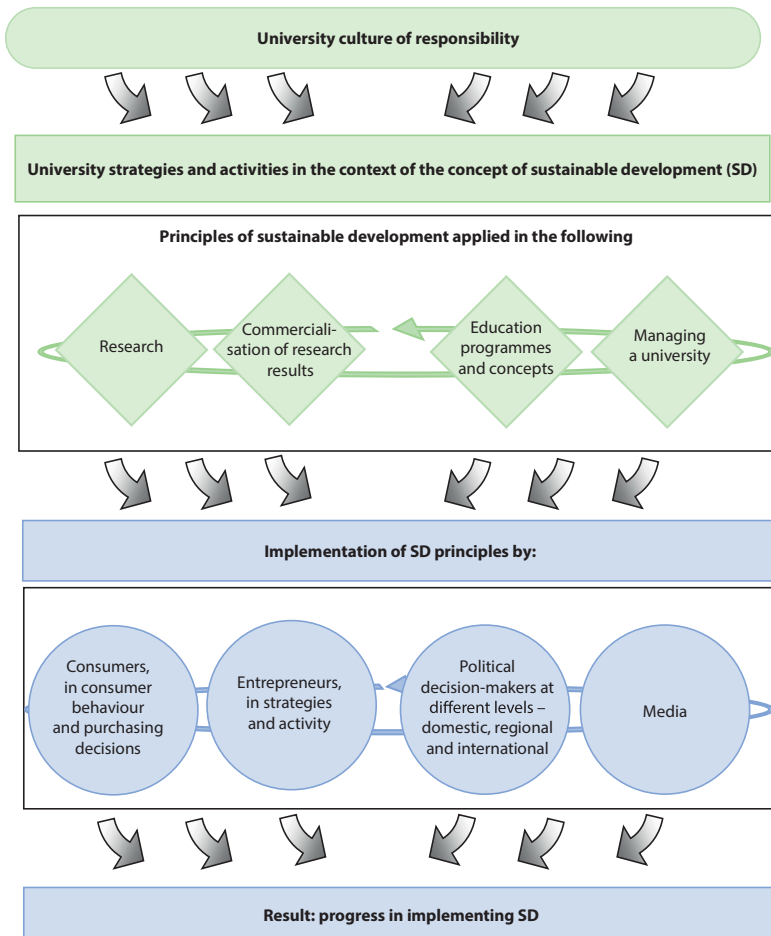 University culture of responsibility
University strategies and activities in the context of the concept of sustainable development (SD)
Principles of sustainable development applied in the following
Research
Commerciali-
sation of research
results
Education
programmes
and concepts
Managing
a university
Implementation of SD principles by:
Consumers,
in consumer
behaviour
and purchasing
decisions
Entrepreneurs,
in strategies
and activity
Political
decision-makers at
different levels –
domestic, regional
and international
Media
Result: progress in implementing SD